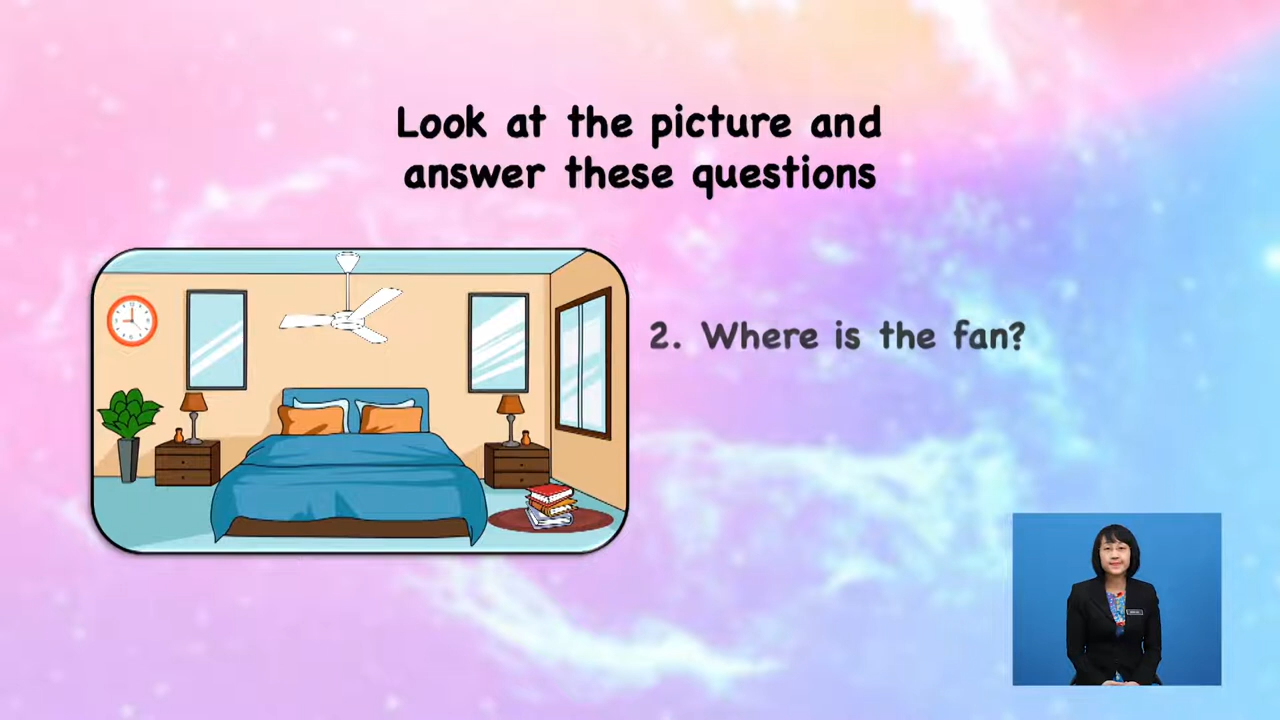 Look at the picture and
answer these questions
2. Where is the fan?